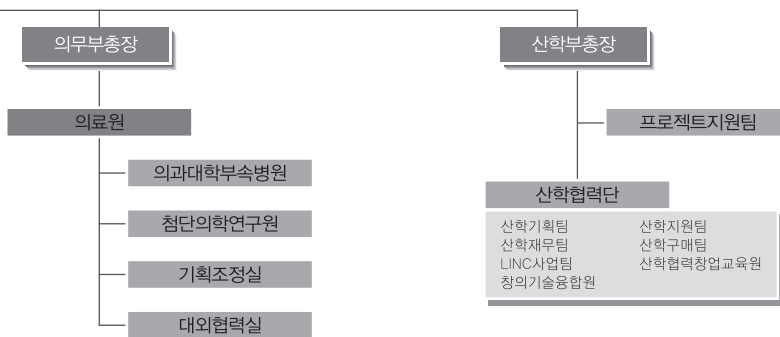 의무부총장
의료원
의과대학부속병원
첨단의학연구원
기획조정실
대외협력실
산학부총장
프로젝트지원팀
산학협력단
산학기획팀
산학재무팀
LINC사업팀
창의기술융합원
산학지원팀
산학구매팀
산학협력창업교육원